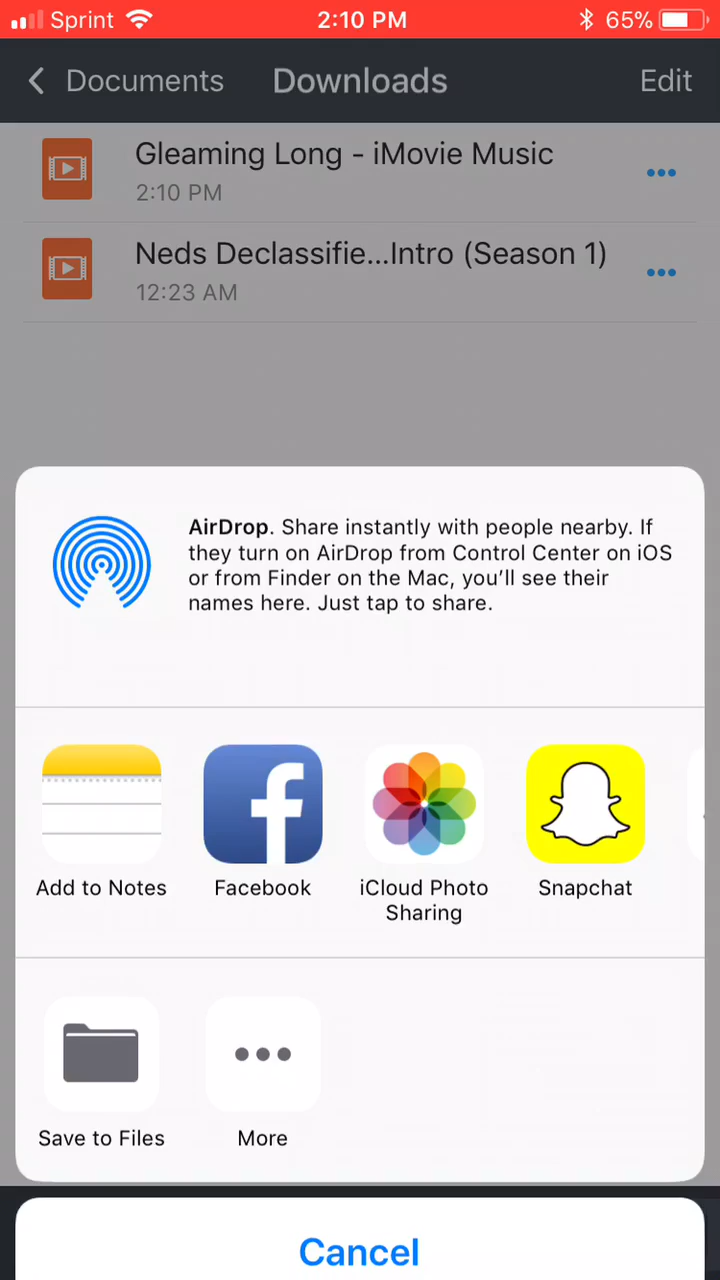 Sprint 2:10 PM 65%
Documents Downloads Edit
Gleaming Long - iMovie Music
2:10 PM
Neds Declassifie...Intro (Season 1)
12:23 AM
AirDrop. Share instantly with people nearby. If
they turn on AirDrop from Control Center on iOS
or from Finder on the Mac, you’ll see their
names here. Just tap to share.
Add to Notes Facebook iCloud Photo Snapchat
Sharing
Save to Files More
Cancel